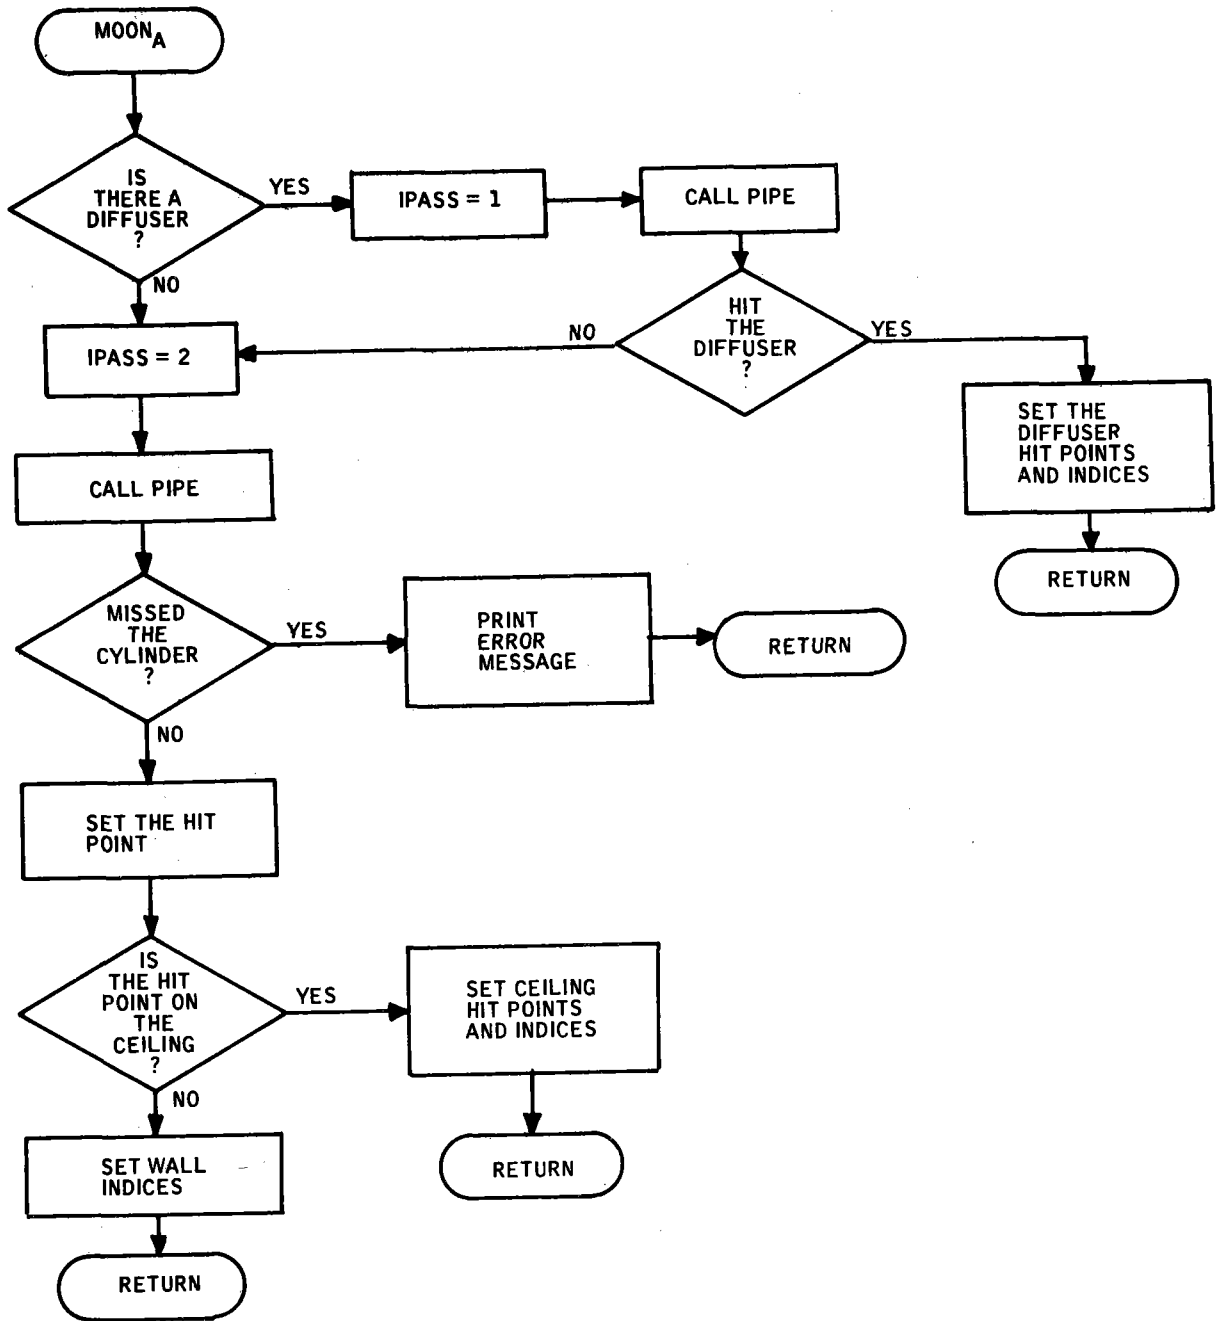 MOONA
IS
THERE A
DIFFUSER
?
YES
IPASS = 1
CALL PIPE
NO
HIT
THE
DIFFUSER
?
NO
YES
IPASS = 2
SET THE
DIFFUSER
HIT POINTS
AND INDICES
CALL PIPE
RETURN
MISSED
THE
CYLINDER
?
YES
PRINT
ERROR
MESSAGE
RETURN
NO
SET THE HIT
POINT
IS
THE HIT
POINT ON
THE
CEILING
?
YES
SET CEILING
HIT POINTS
AND INDICES
NO
RETURN
SET WALL
INDICES
RETURN